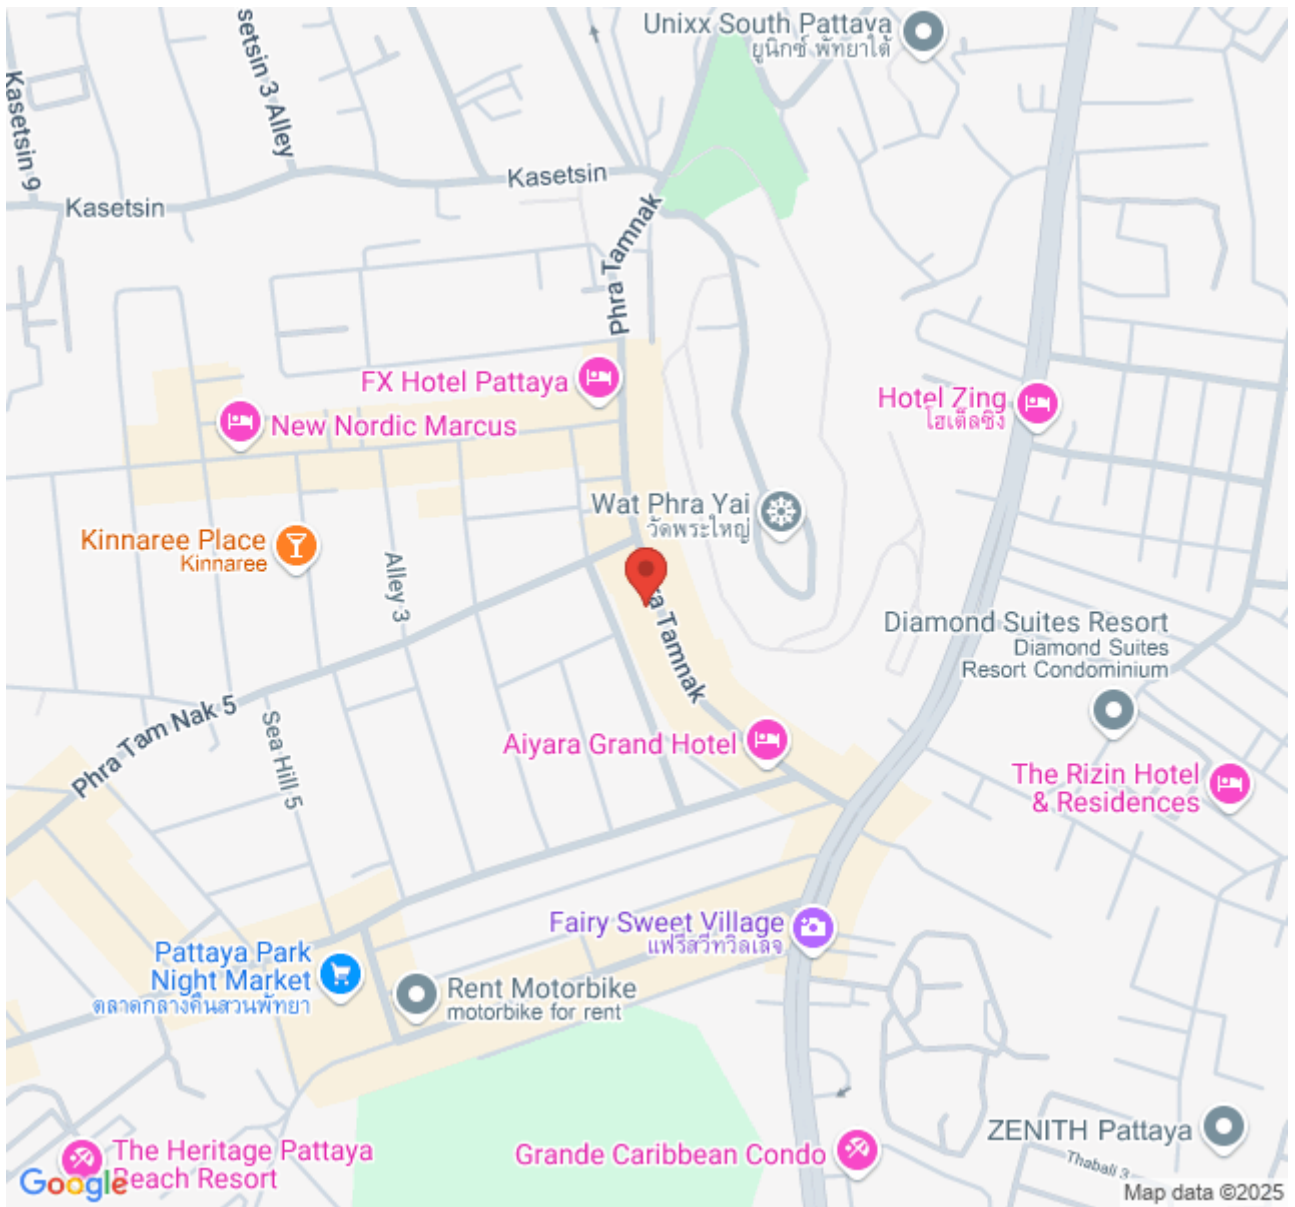 Unixx South Pattaya
ยูนิกซ์ พัทยาใต้
setsin 3 Alley
Kasetsin 9
Kasetsin
Kasetsin
Phra Tamnak
FX Hotel Pattaya
New Nordic Marcus
Hotel Zing
โฮเต็ลซิง
Wat Phra Yai
วัดพระใหญ่
Kinnaree Place
Kinnaree
Alley 3
ra Tamnak
Diamond Suites Resort
Diamond Suites
Resort Condominium
Phra Tam Nak 5
Sea Hill 5
Aiyara Grand Hotel
The Rizin Hotel
& Residences
Fairy Sweet Village
แฟรี่สวีทวิลเลจ
Pattaya Park
Night Market
ตลาดกลางคืนสวนพัทยา
Rent Motorbike
motorbike for rent
ZENITH Pattaya
Thabali 3
The Heritage Pattaya
Beach Resort
Grande Caribbean Condo
Google
Map data ©2025